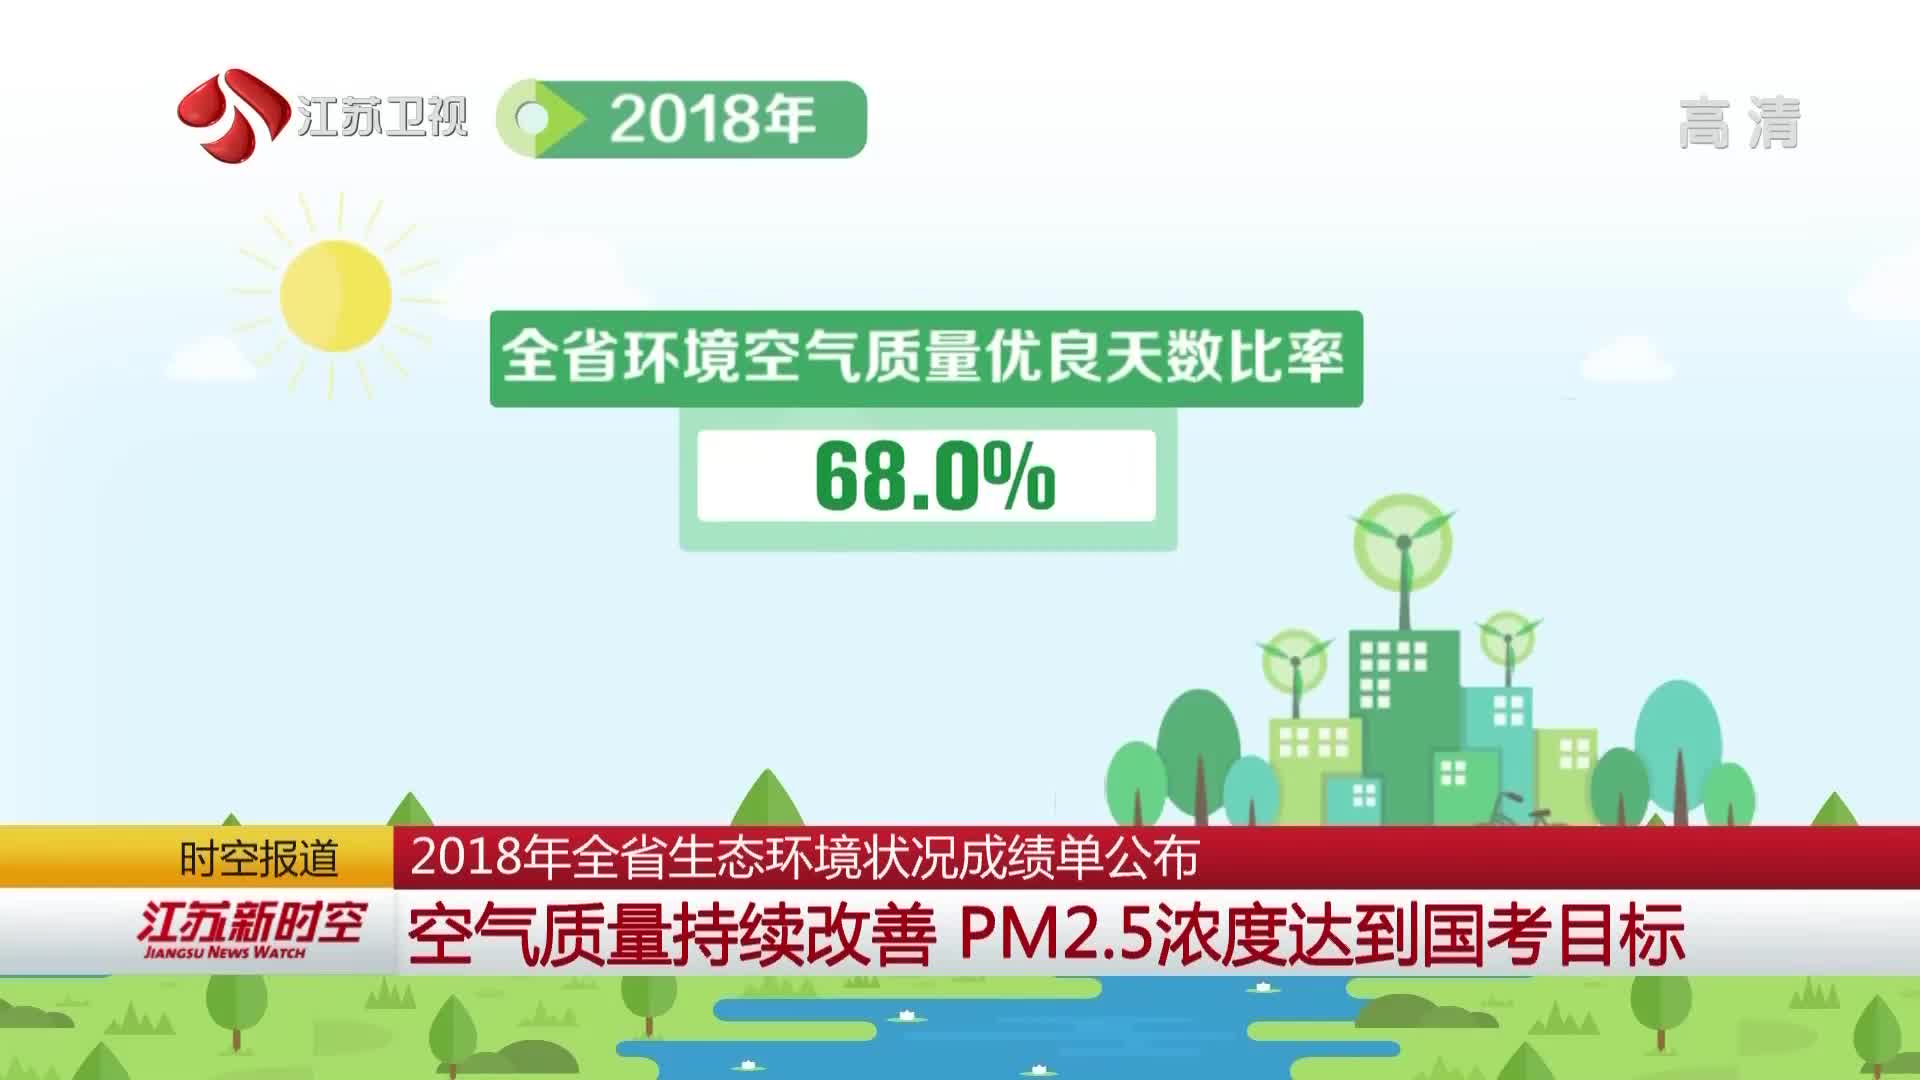 江苏卫视
2018年
高清
全省环境空气质量优良天数比率
68.0%
时空报道
2018年全省生态环境状况成绩单公布
江苏新时空
JIANGSU NEWS WATCH
空气质量持续改善 PM2.5浓度达到国考目标